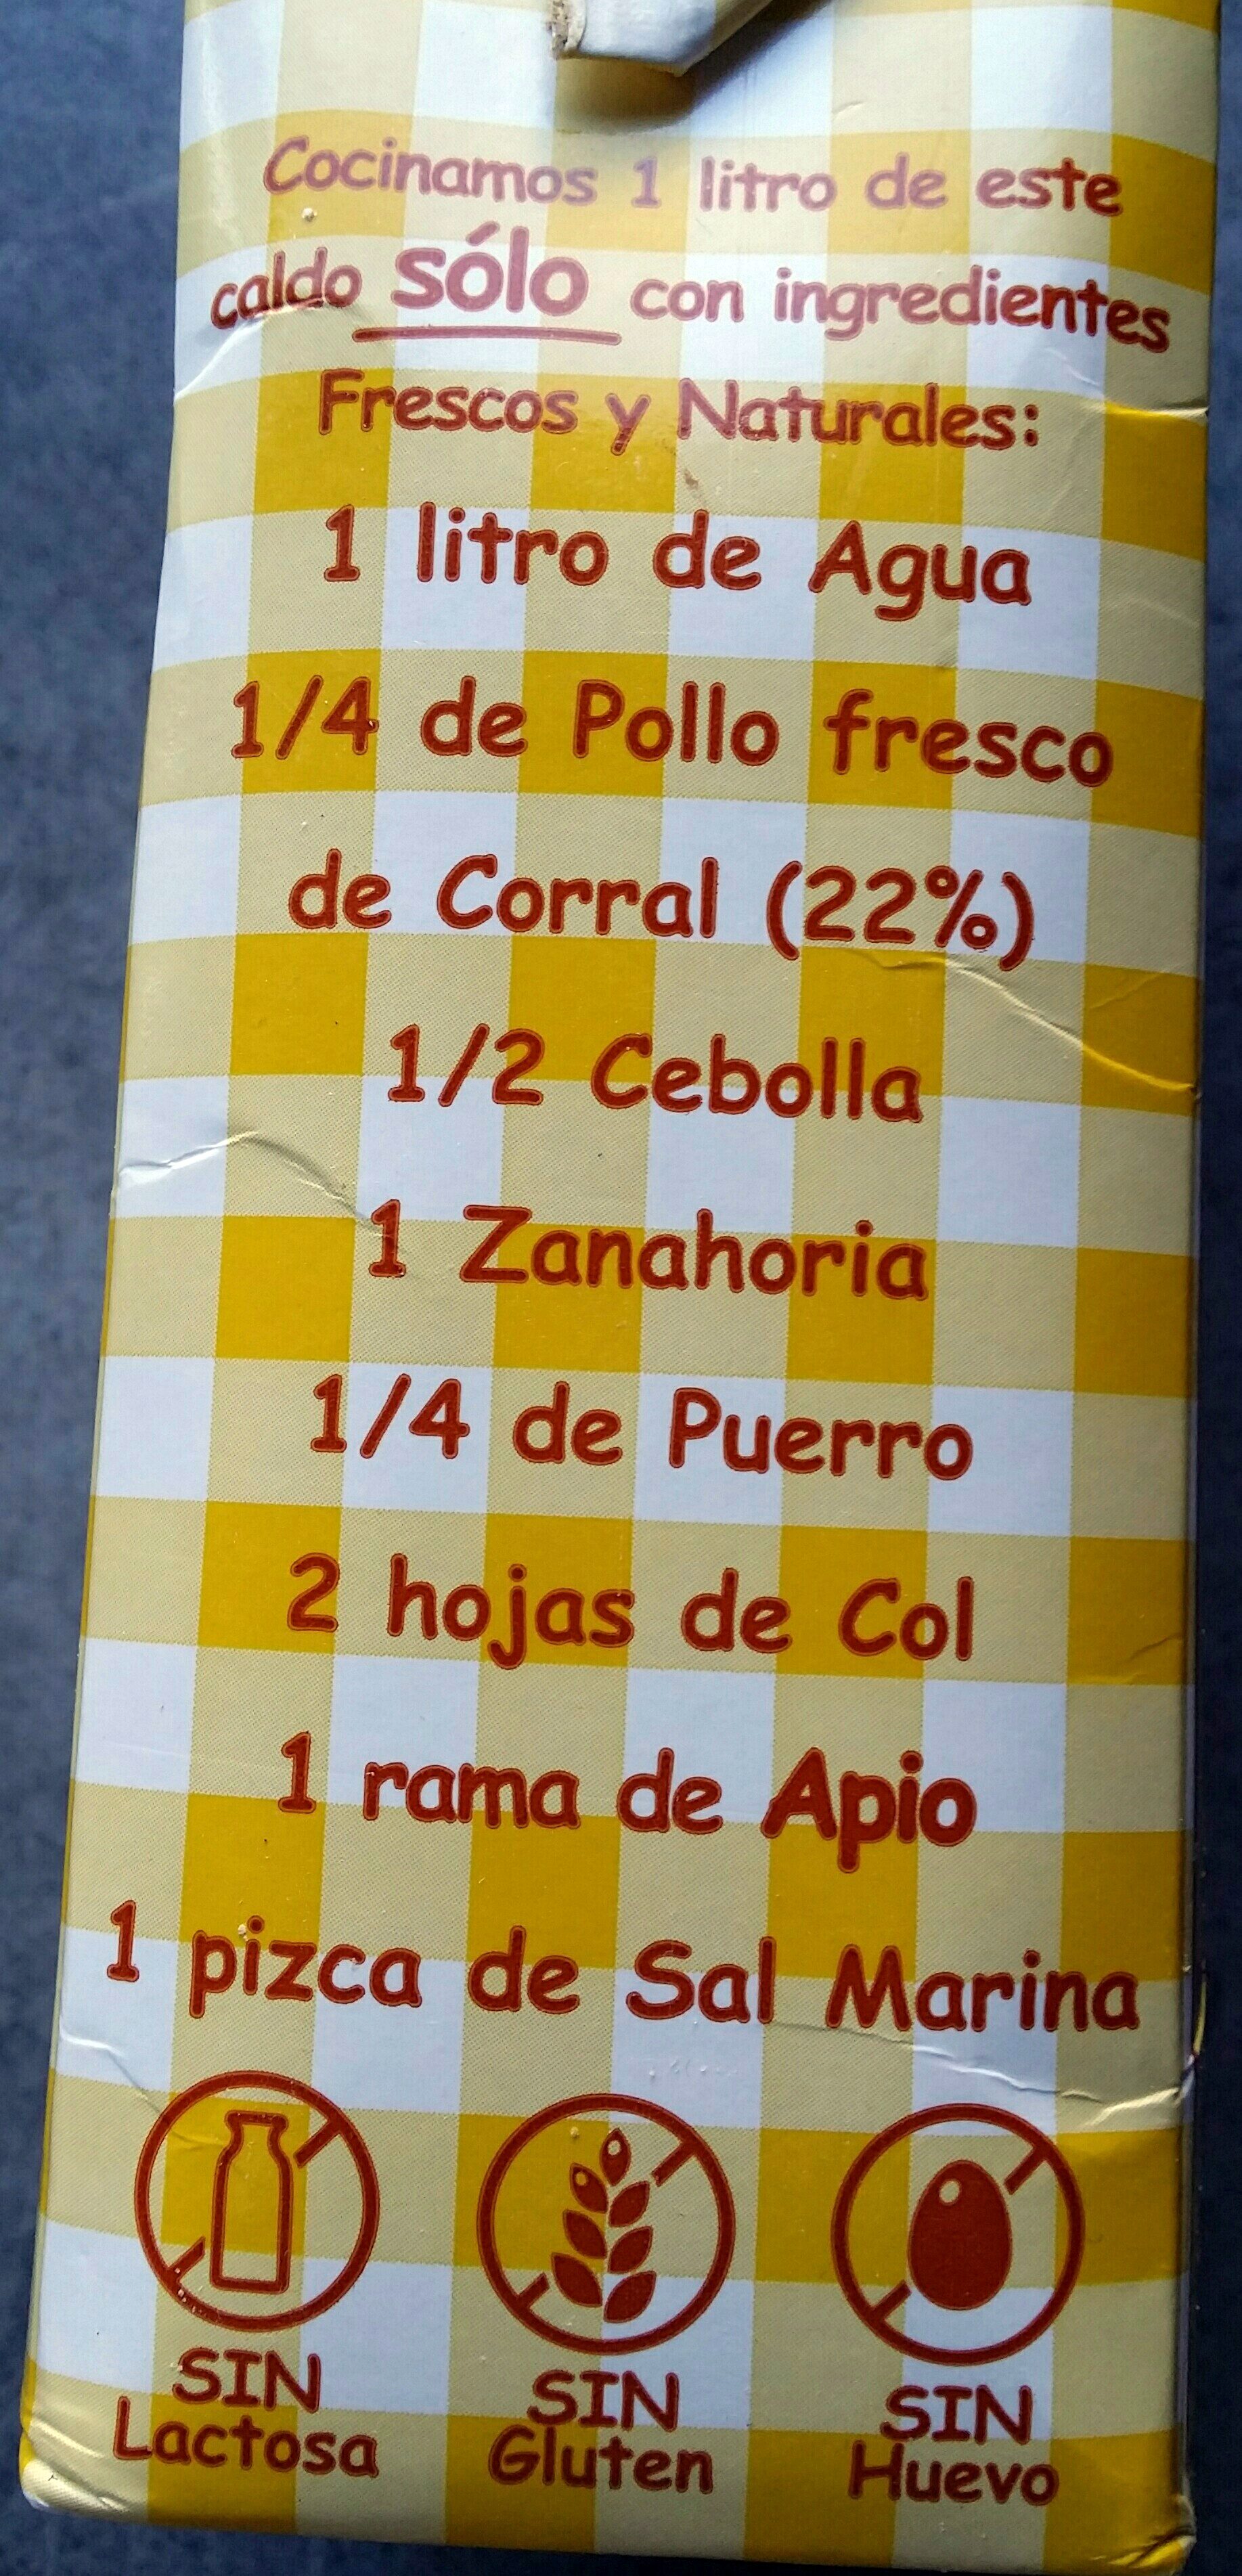 Cocinamos 1 litro de este
caldo sólo con ingredientes
Frescos y Naturales:
1 litro de Agua
1/4 de Pollo fresco
de Corral (22%)
1/2 Cebolla
1 Zanahoria
1/4 de Puerro
2 hojas de Col
1 rama de Apio
1 pizca de Sal Marina
SIN
Lactosa
SIN
Gluten
SIN
Huevo